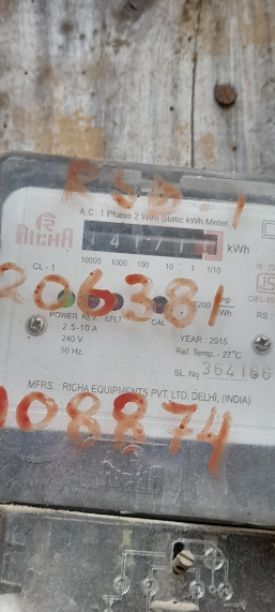 RSB-1
A.C. 1 Phase 2 Wire Static kWh Meter
RICHA
kWh
10000 1000 100 10 1 1/10
CL - 1
206381
3200
POWER REV EFLT CAL
2.5-10 A
240 V.
50 Hz.
YEAR : 2015
Ref. Temp. - 27°C
SL.No. 364166
MFRS. : RICHA EQUIPMENTS PVT. LTD. DELHI, (INDIA)
108874